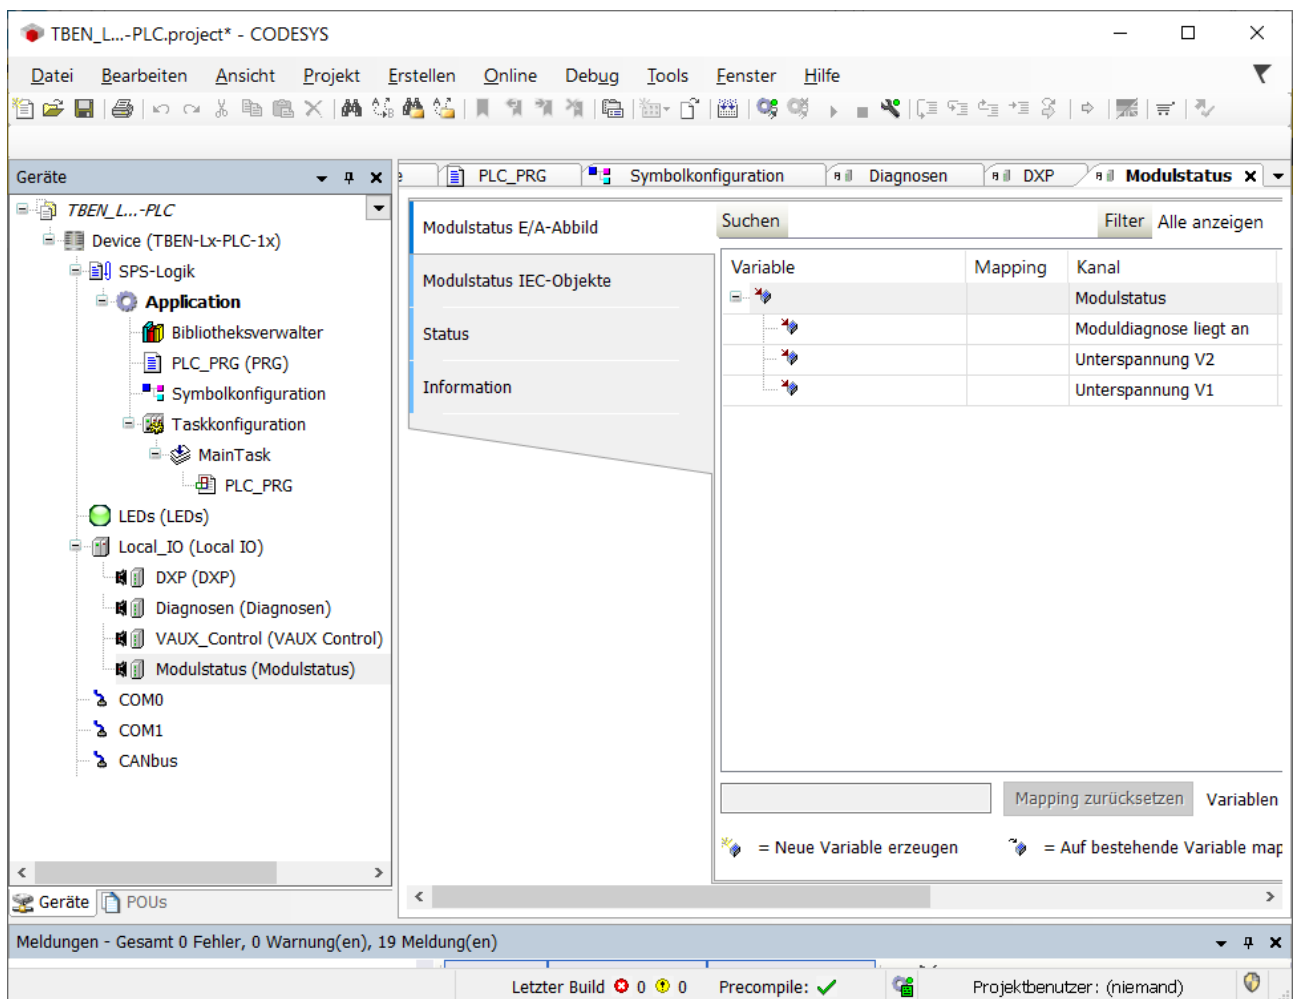 TBEN_L...-PLC.project* - CODESYS
Datei Bearbeiten Ansicht Projekt Erstellen Online Debug Tools Fenster Hilfe
Geräte
PLC_PRG Symbolkonfiguration Diagnosen DXP Modulstatus
TBEN_L...-PLC
Device (TBEN-Lx-PLC-1x)
SPS-Logik
Application
Bibliotheksverwalter
PLC_PRG (PRG)
Symbolkonfiguration
Taskkonfiguration
MainTask
PLC_PRG
LEDs (LEDs)
Local_IO (Local IO)
DXP (DXP)
Diagnosen (Diagnosen)
VAUX_Control (VAUX Control)
Modulstatus (Modulstatus)
COM0
COM1
CANbus
Geräte POUs
Modulstatus E/A-Abbild
Modulstatus IEC-Objekte
Status
Information
Suchen Filter Alle anzeigen
Variable Mapping Kanal
Modulstatus
Moduldiagnose liegt an
Unterspannung V2
Unterspannung V1
Mapping zurücksetzen Variablen
= Neue Variable erzeugen = Auf bestehende Variable map
Meldungen - Gesamt 0 Fehler, 0 Warnung(en), 19 Meldung(en)
Letzter Build 0 0 Precompile: Projektbenutzer: (niemand)